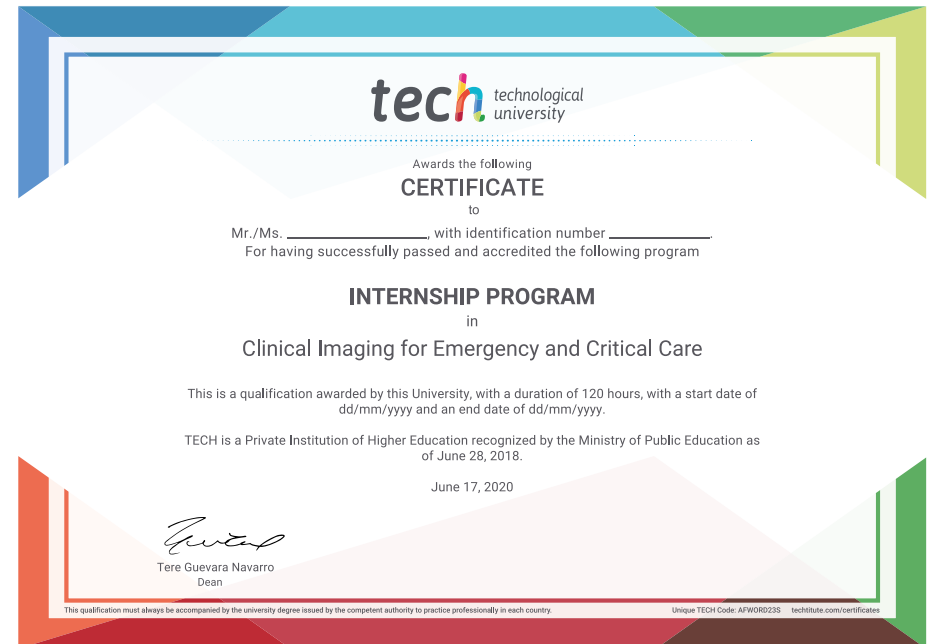 tech technological
university
Awards the following
CERTIFICATE
to
Mr./Ms. ____________________, with identification number ______________.
For having successfully passed and accredited the following program
INTERNSHIP PROGRAM
in
Clinical Imaging for Emergency and Critical Care
This is a qualification awarded by this University, with a duration of 120 hours, with a start date of
dd/mm/yyyy and an end date of dd/mm/yyyy.
TECH is a Private Institution of Higher Education recognized by the Ministry of Public Education as
of June 28, 2018.
June 17, 2020
Tere Guevara Navarro
Dean
This qualification must always be accompanied by the university degree issued by the competent authority to practice professionally in each country.
Unique TECH Code: AFWORD23S techtitute.com/certificates